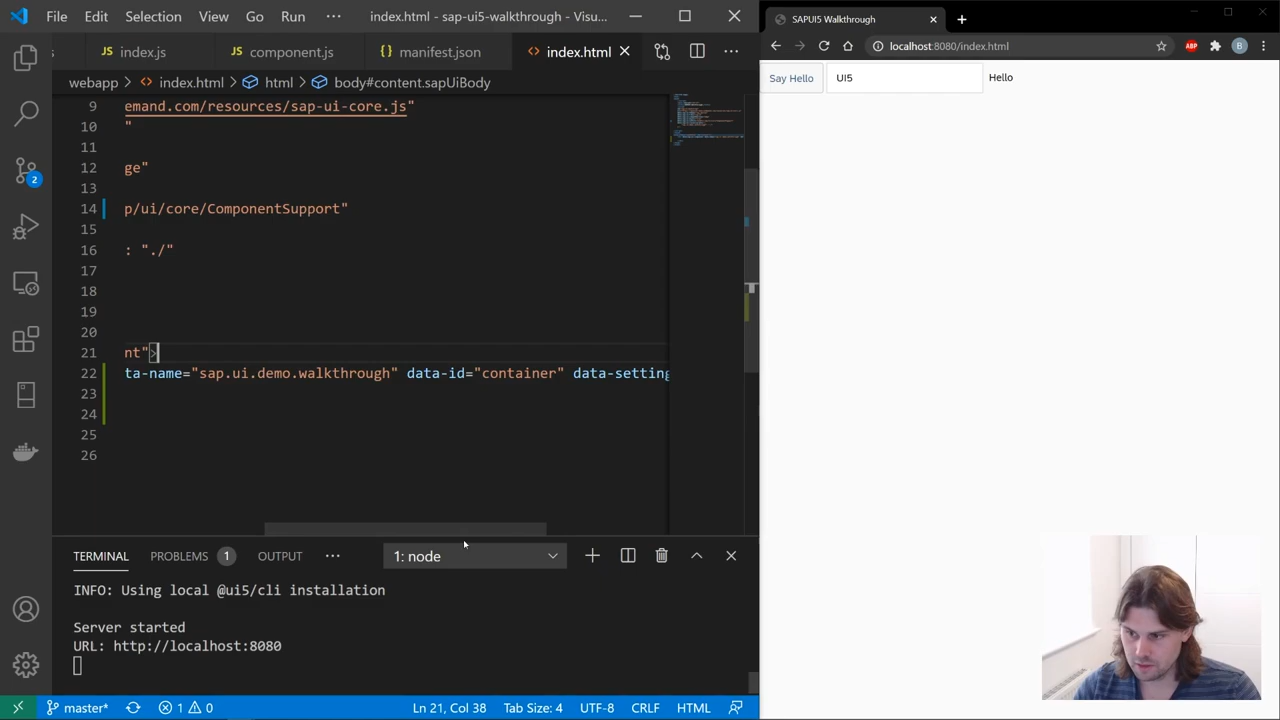 File Edit Selection View Go Run ··· index.html - sap-ui5-walkthrough - Visu...
SAPUI5 Walkthrough
localhost:8080/index.html
ABP
B
s JS index.js JS component.js {} manifest.json <> index.html
webapp > <> index.html > html > body#content.sapUiBody
Say Hello UI5 Hello
9 emand.com/resources/sap-ui-core.js"
10 "
11
12 ge"
13
14 p/ui/core/ComponentSupport"
15
16 : "./"
17
18
19
20
21 nt">
22 ta-name="sap.ui.demo.walkthrough" data-id="container" data-setting
23
24
25
26
2
TERMINAL PROBLEMS 1 OUTPUT ··· 1: node
INFO: Using local @ui5/cli installation
Server started
URL: http://localhost:8080
master* 1 0 Ln 21, Col 38 Tab Size: 4 UTF-8 CRLF HTML